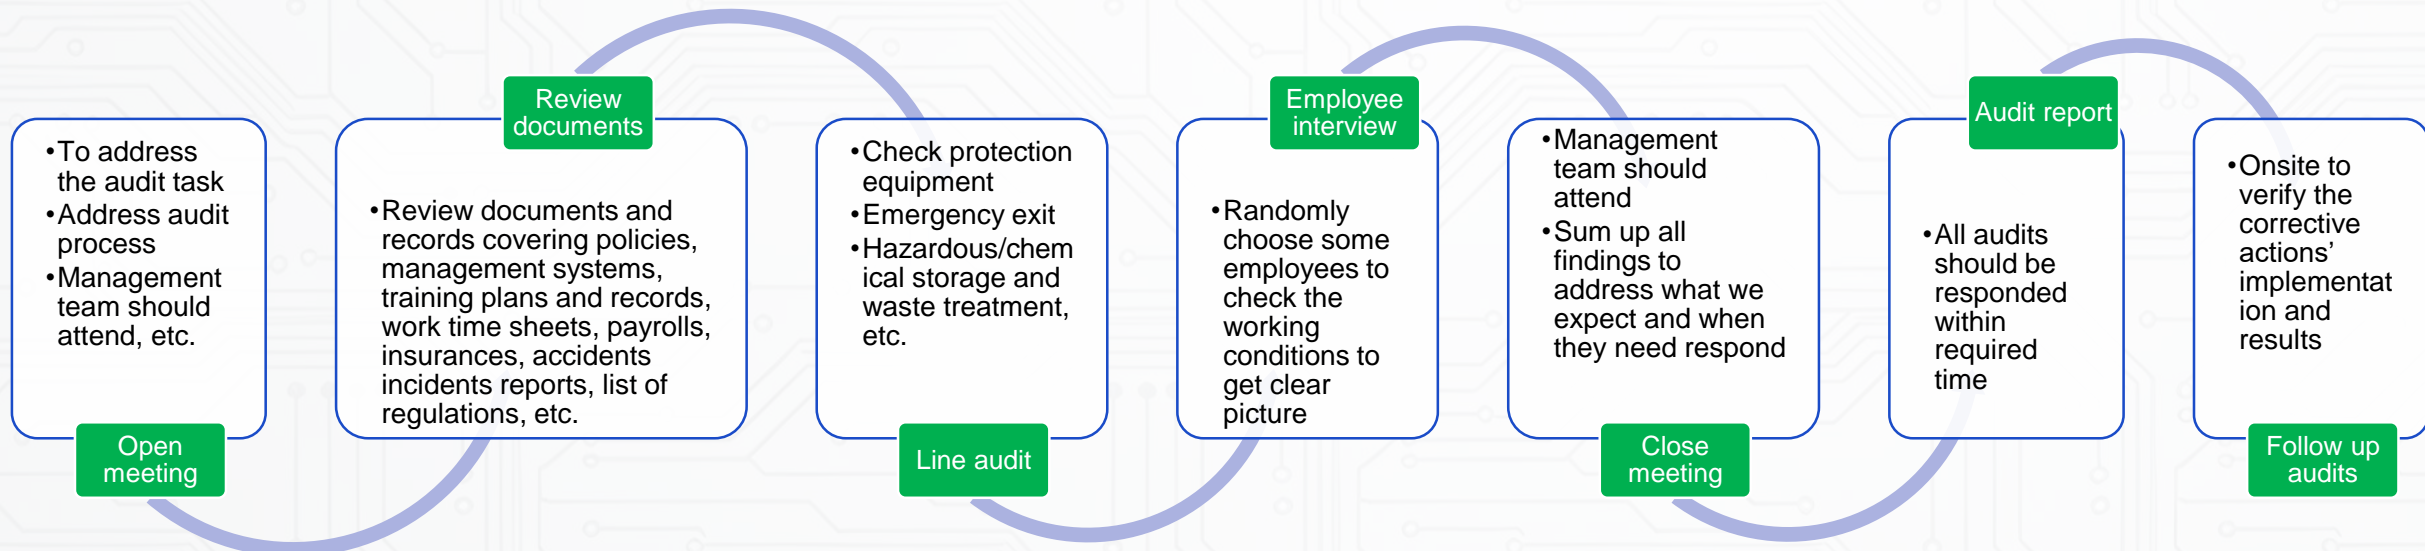 •To address
the audit task
•Address audit
process
•Management
team should
attend, etc.
Open
meeting
Review
documents
•Review documents and
records covering policies,
management systems,
training plans and records,
work time sheets, payrolls,
insurances, accidents
incidents reports, list of
regulations, etc.
•Check protection
equipment
•Emergency exit
•Hazardous/chem
ical storage and
waste treatment,
etc.
Line audit
Employee
interview
•Randomly
choose some
employees to
check the
working
conditions to
get clear
picture
•Management
team should
attend
•Sum up all
findings to
address what we
expect and when
they need respond
Close
meeting
Audit report
•All audits
should be
responded
within
required
time
•Onsite to
verify the
corrective
actions’
implementat
ion and
results
Follow up
audits